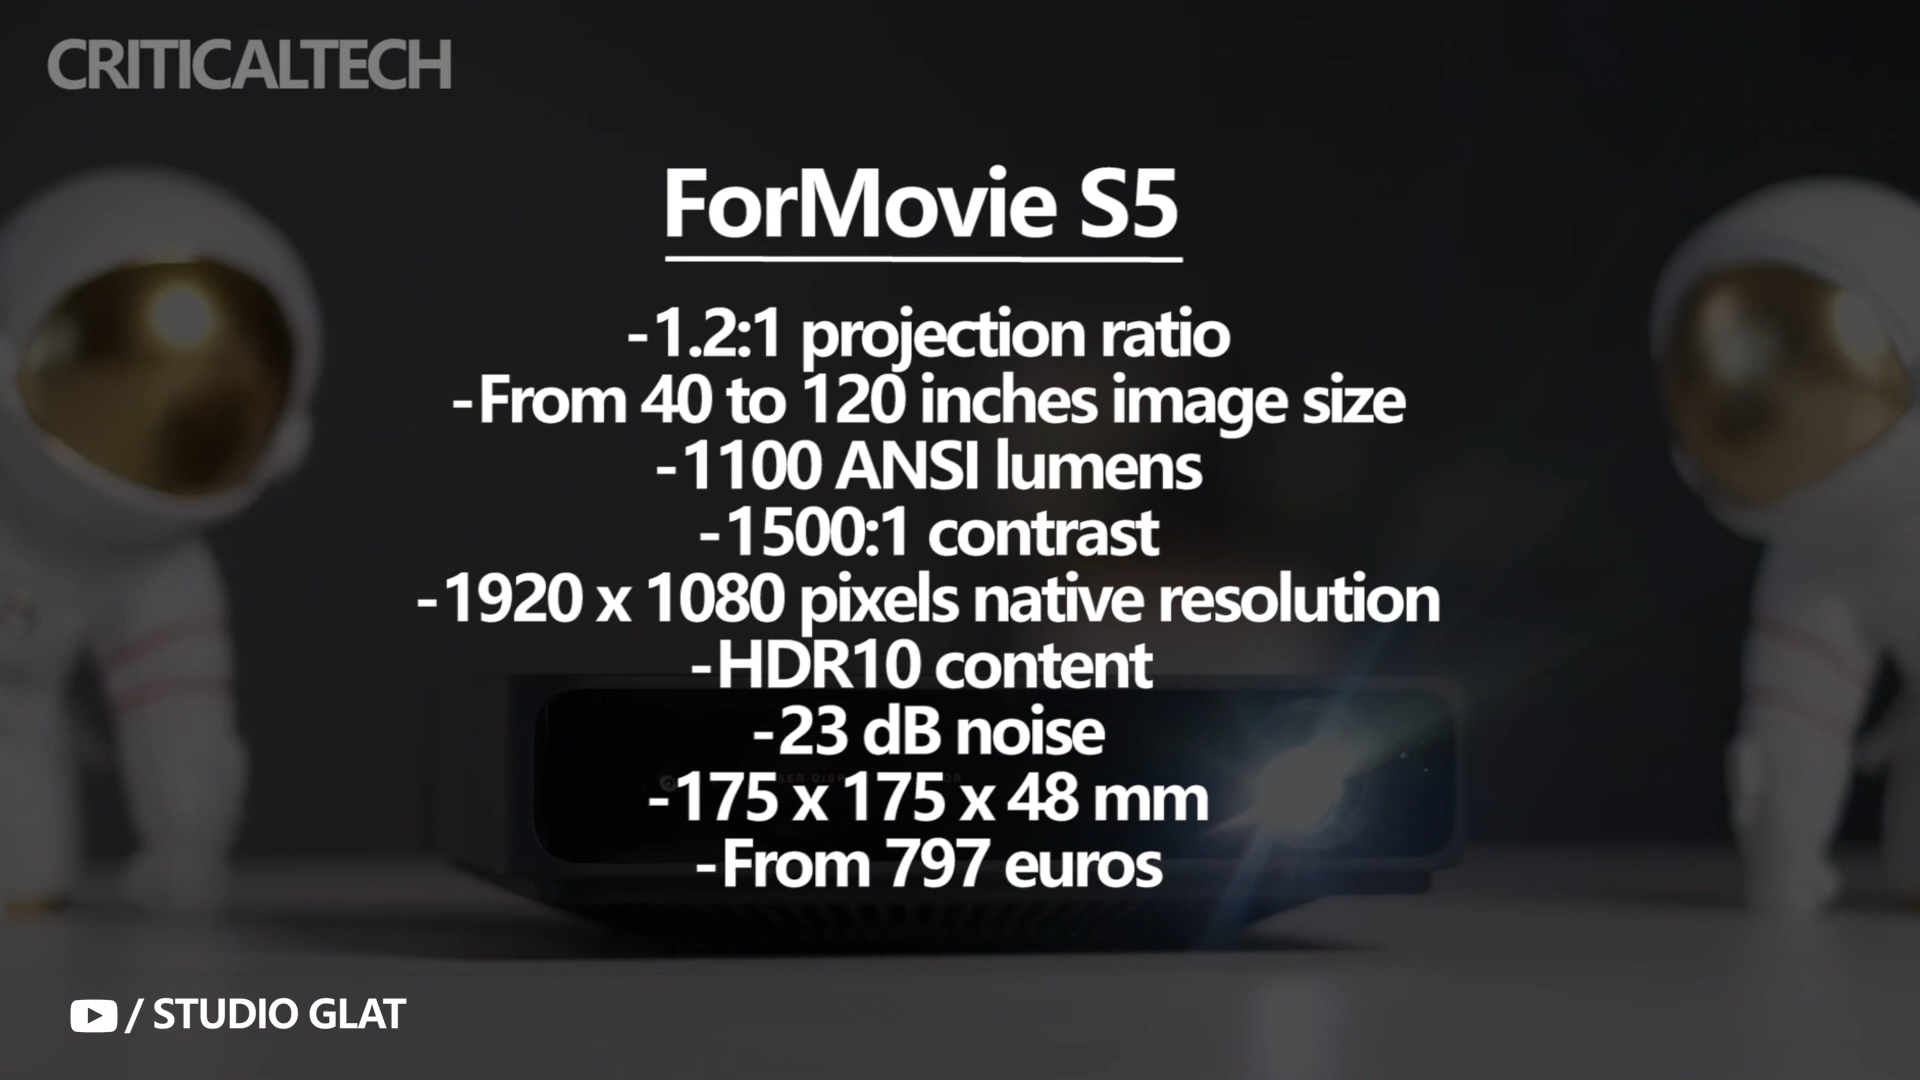 CRITICALTECH
ForMovie S5
-1.2:1 projection ratio
-From 40 to 120 inches image size
-1100 ANSI lumens
-1500:1 contrast
-1920 x 1080 pixels native resolution
-HDR10 content
-23 dB noise
-175 x 175 x 48 mm
-From 797 euros
/ STUDIO GLAT